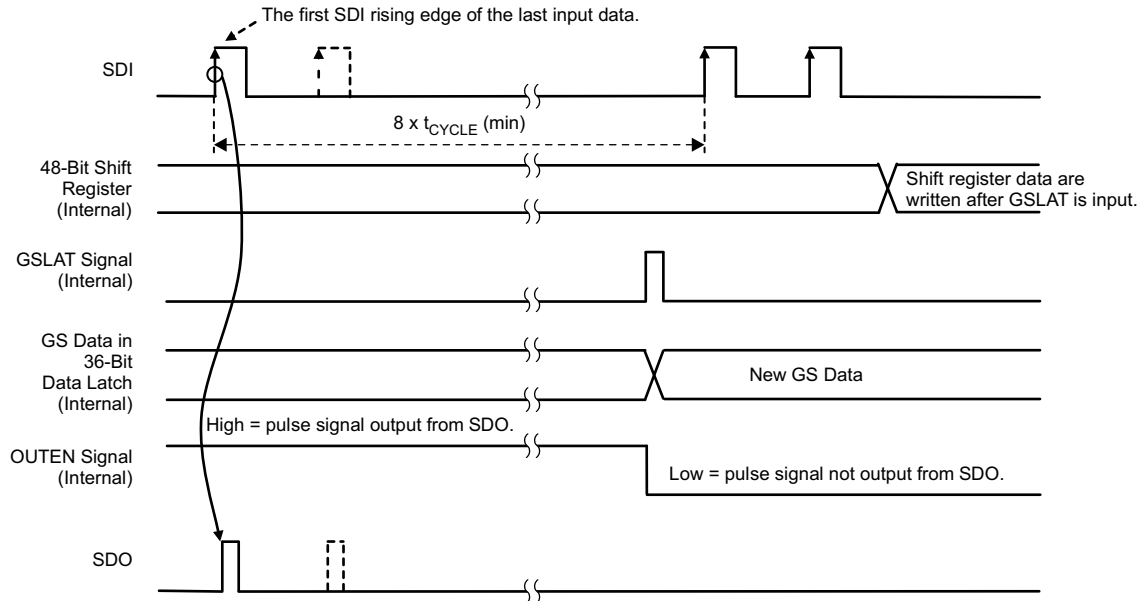 The first SDI rising edge of the last input data.
SDI
8 x tCYCLE (min)
48-Bit Shift
Register
(Internal)
Shift register data are
written after GSLAT is input.
GSLAT Signal
(Internal)
GS Data in
36-Bit
Data Latch
(Internal)
New GS Data
High = pulse signal output from SDO.
OUTEN Signal
(Internal)
Low = pulse signal not output from SDO.
SDO